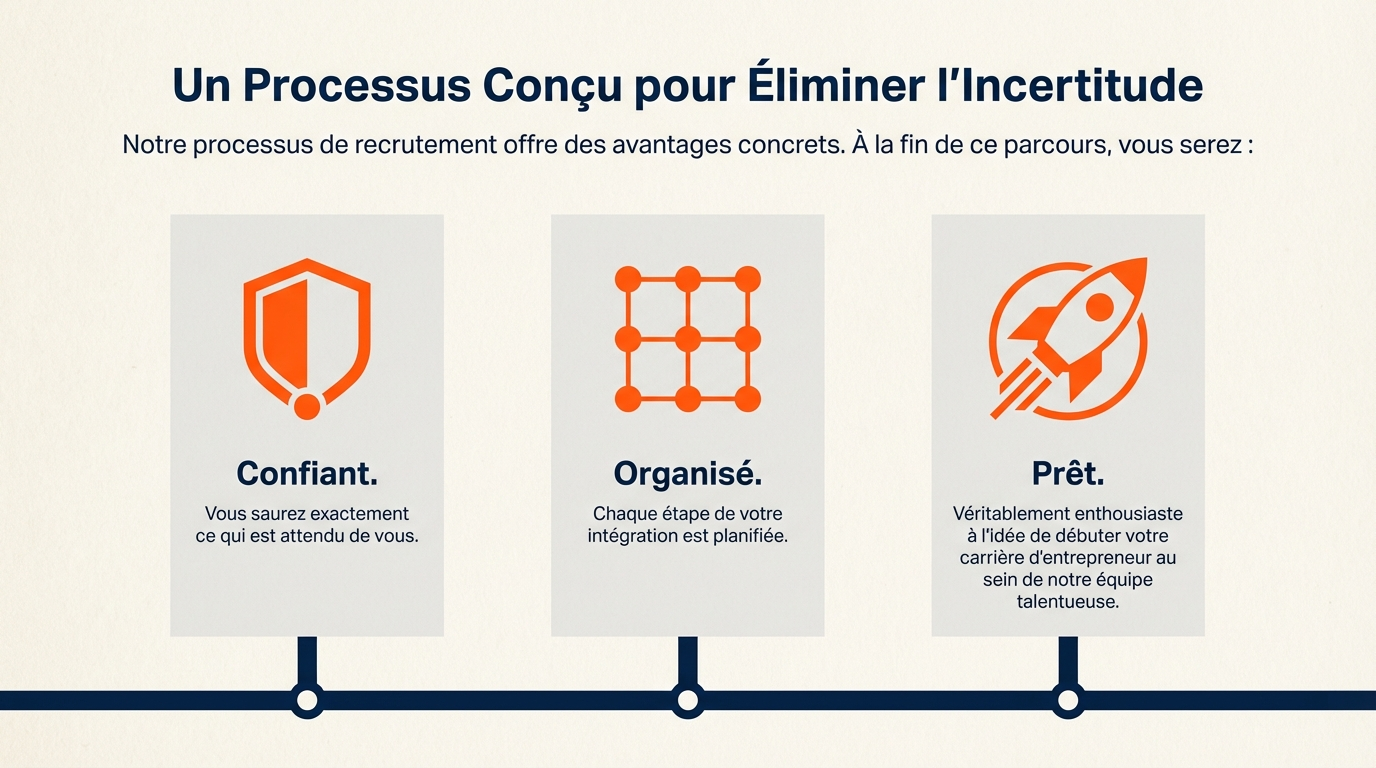 Un Processus Conçu pour Éliminer l'Incertitude
Notre processus de recrutement offre des avantages concrets. À la fin de ce parcours, vous serez :
Confiant.
Vous saurez exactement
ce qui est attendu de vous.
Organisé.
Chaque étape de votre
intégration est planifiée.
Prêt.
Véritablement enthousiaste
à l'idée de débuter votre
carrière d'entrepreneur au
sein de notre équipe
talentueuse.